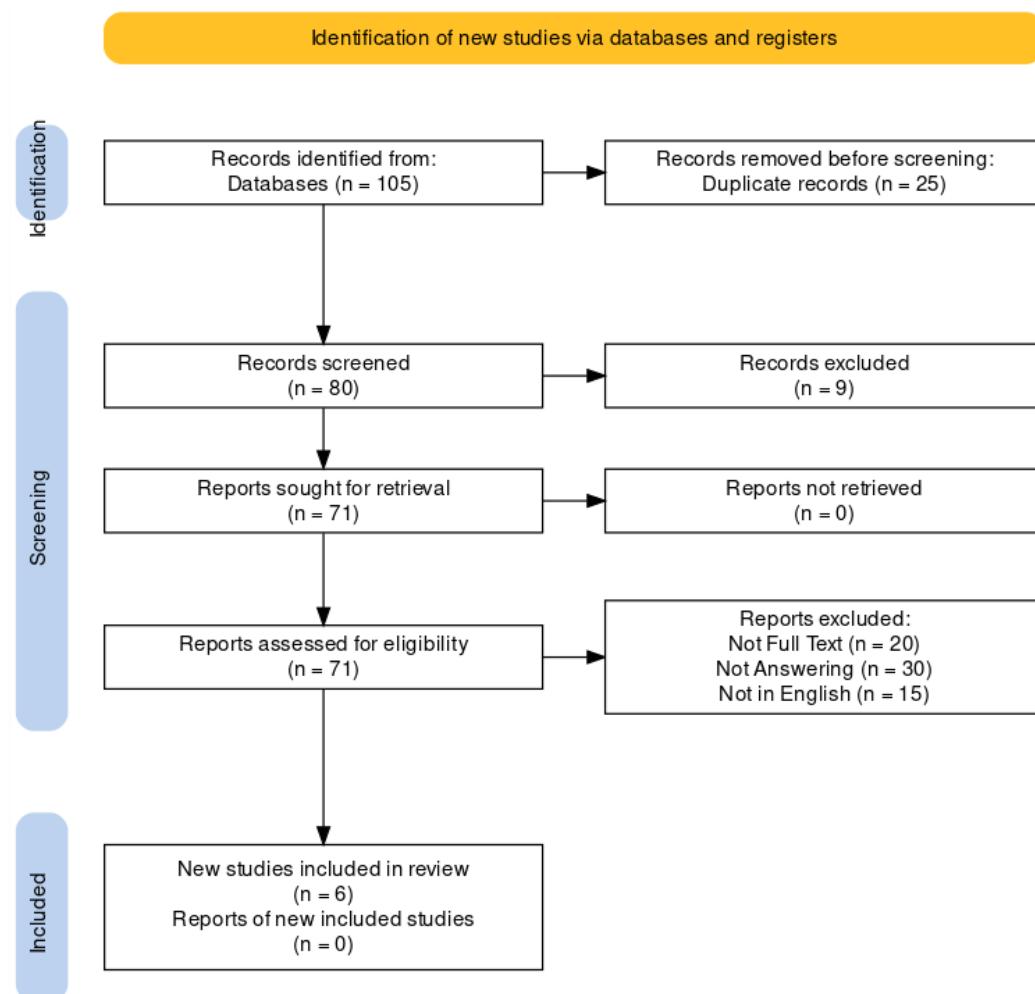 Identification of new studies via databases and registers
Identification
Records identified from:
Databases (n = 105)
Records removed before screening:
Duplicate records (n = 25)
Screening
Records screened
(n = 80)
Records excluded
(n = 9)
Reports sought for retrieval
(n = 71)
Reports not retrieved
(n = 0)
Reports assessed for eligibility
(n = 71)
Reports excluded:
Not Full Text (n = 20)
Not Answering (n = 30)
Not in English (n = 15)
Included
New studies included in review
(n = 6)
Reports of new included studies
(n = 0)